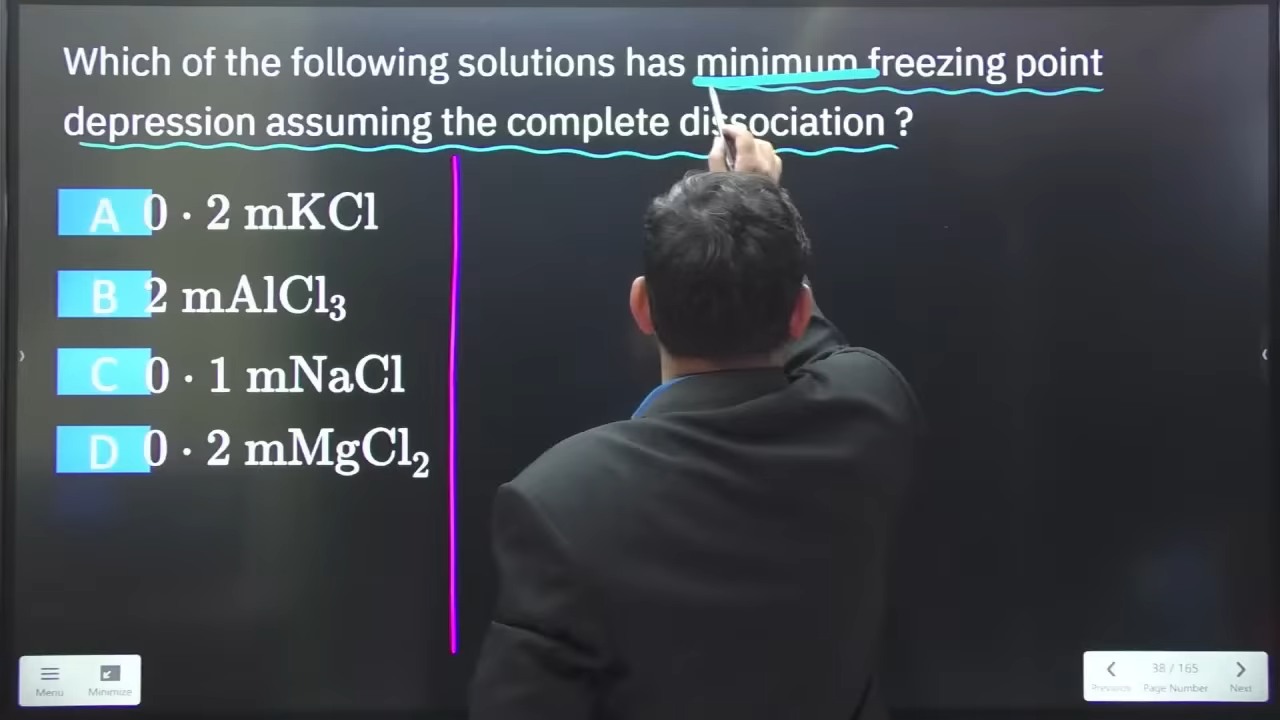 Which of the following solutions has minimum freezing point
depression assuming the complete dissociation ?
A 0 · 2 mKCl
B 2 mAlCl₃
C 0 · 1 mNaCl
D 0 · 2 mMgCl₂
Menu Minimize
38 / 165
Previous Page Number Next